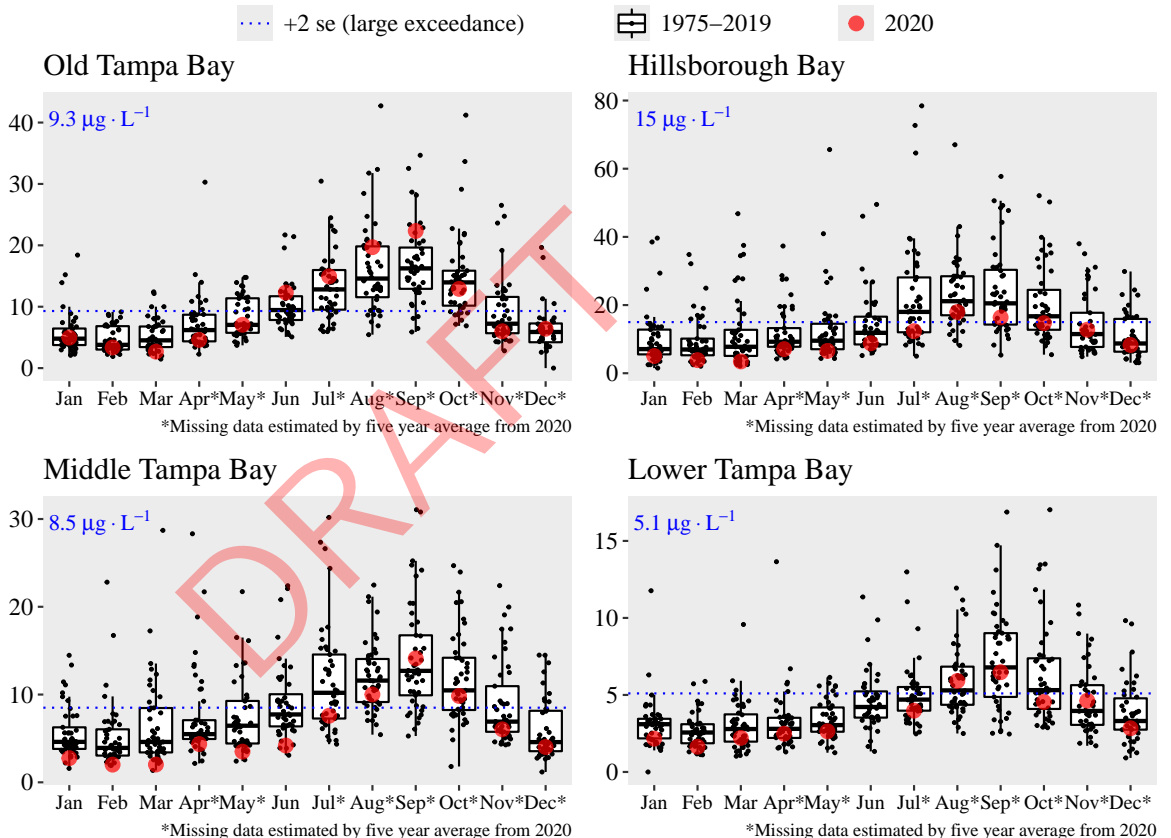 +2 se (large exceedance) 1975−2019 2020
Old Tampa Bay
9.3 μg · L−1
40
30
20
10
0
Jan Feb Mar Apr* May* Jun Jul* Aug* Sep* Oct* Nov* Dec*
*Missing data estimated by five year average from 2020
Hillsborough Bay
15 μg · L−1
80
60
40
20
0
Jan Feb Mar Apr* May* Jun Jul* Aug* Sep* Oct* Nov* Dec*
*Missing data estimated by five year average from 2020
DRAFT
Middle Tampa Bay
8.5 μg · L−1
30
20
10
0
Jan Feb Mar Apr* May* Jun Jul* Aug* Sep* Oct* Nov* Dec*
*Missing data estimated by five year average from 2020
Lower Tampa Bay
5.1 μg · L−1
15
10
5
0
Jan Feb Mar Apr* May* Jun Jul* Aug* Sep* Oct* Nov* Dec*
*Missing data estimated by five year average from 2020